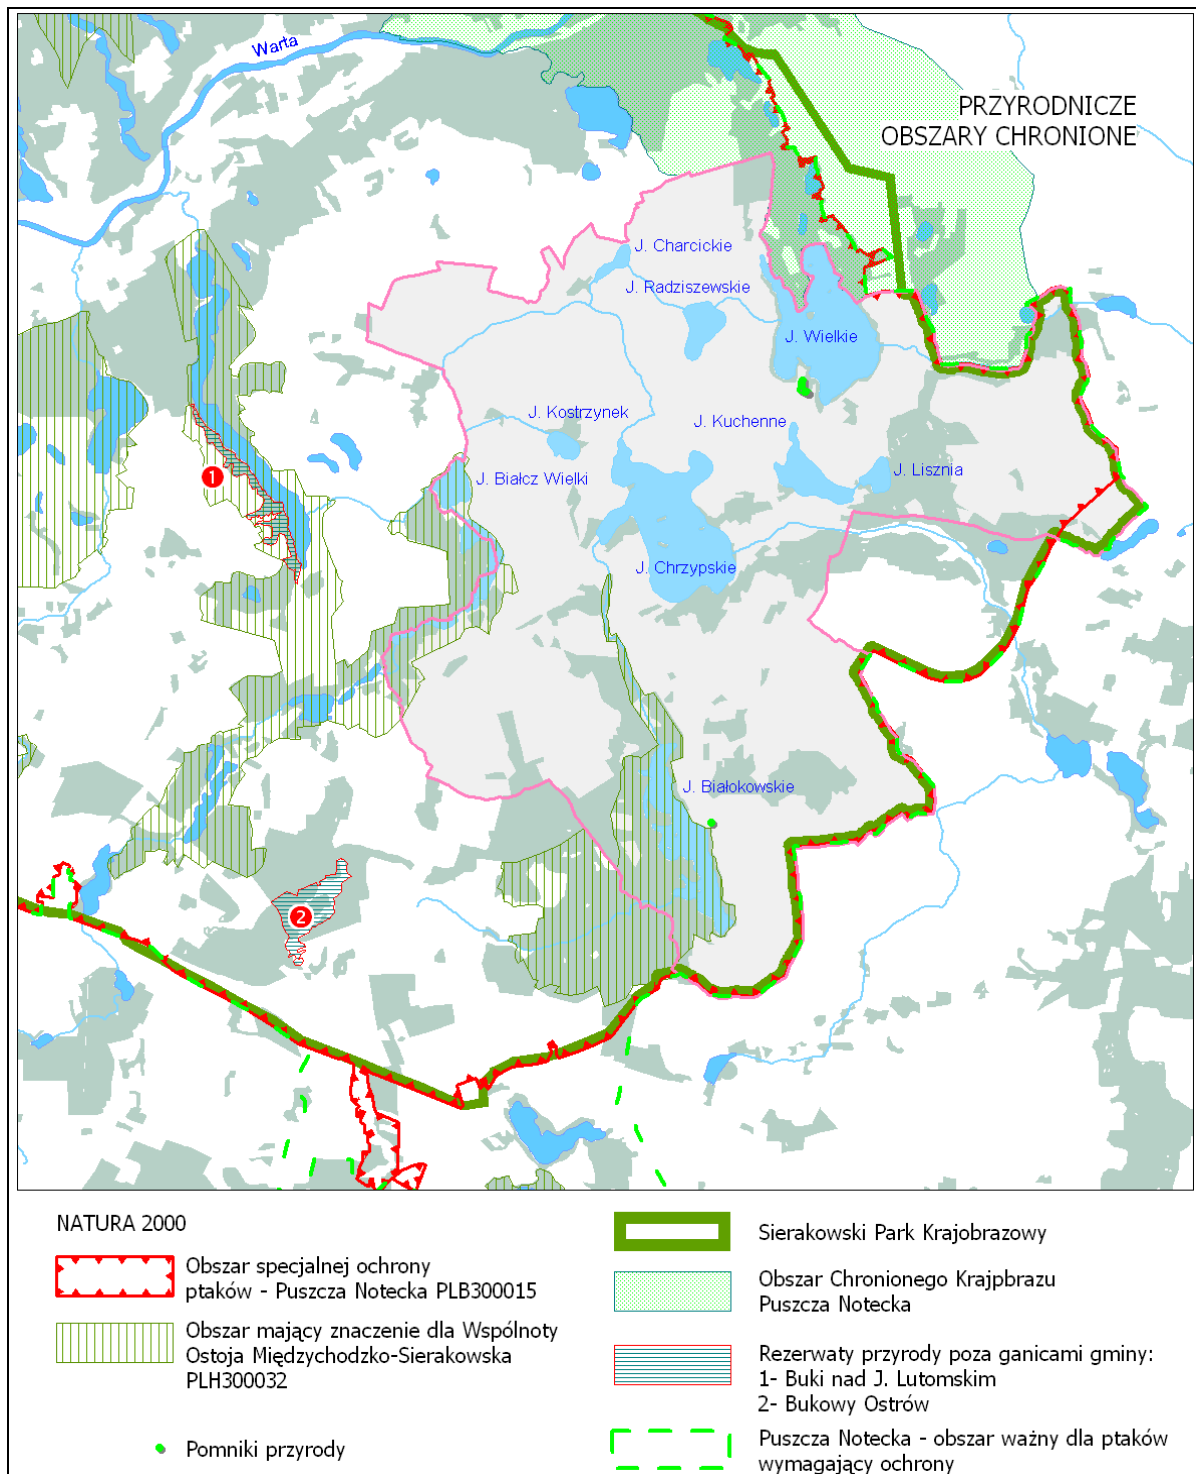 Warta
PRZYRODNICZE
OBSZARY CHRONIONE
J. Charcickie
J. Radziszewskie
J. Wielkie
J. Kostrzynek
J. Kuchenne
J. Lisznia
1
J. Białcz Wielki
J. Chrzypskie
J. Białokowskie
2
NATURA 2000
Obszar specjalnej ochrony
ptaków - Puszcza Notecka PLB300015
Obszar mający znaczenie dla Wspólnoty
Ostoja Międzychodzko-Sierakowska
PLH300032
Pomniki przyrody
Sierakowski Park Krajobrazowy
Obszar Chronionego Krajpbrazu
Puszcza Notecka
Rezerwaty przyrody poza ganicami gminy:
1- Buki nad J. Lutomskim
2- Bukowy Ostrów
Puszcza Notecka - obszar ważny dla ptaków
wymagający ochrony